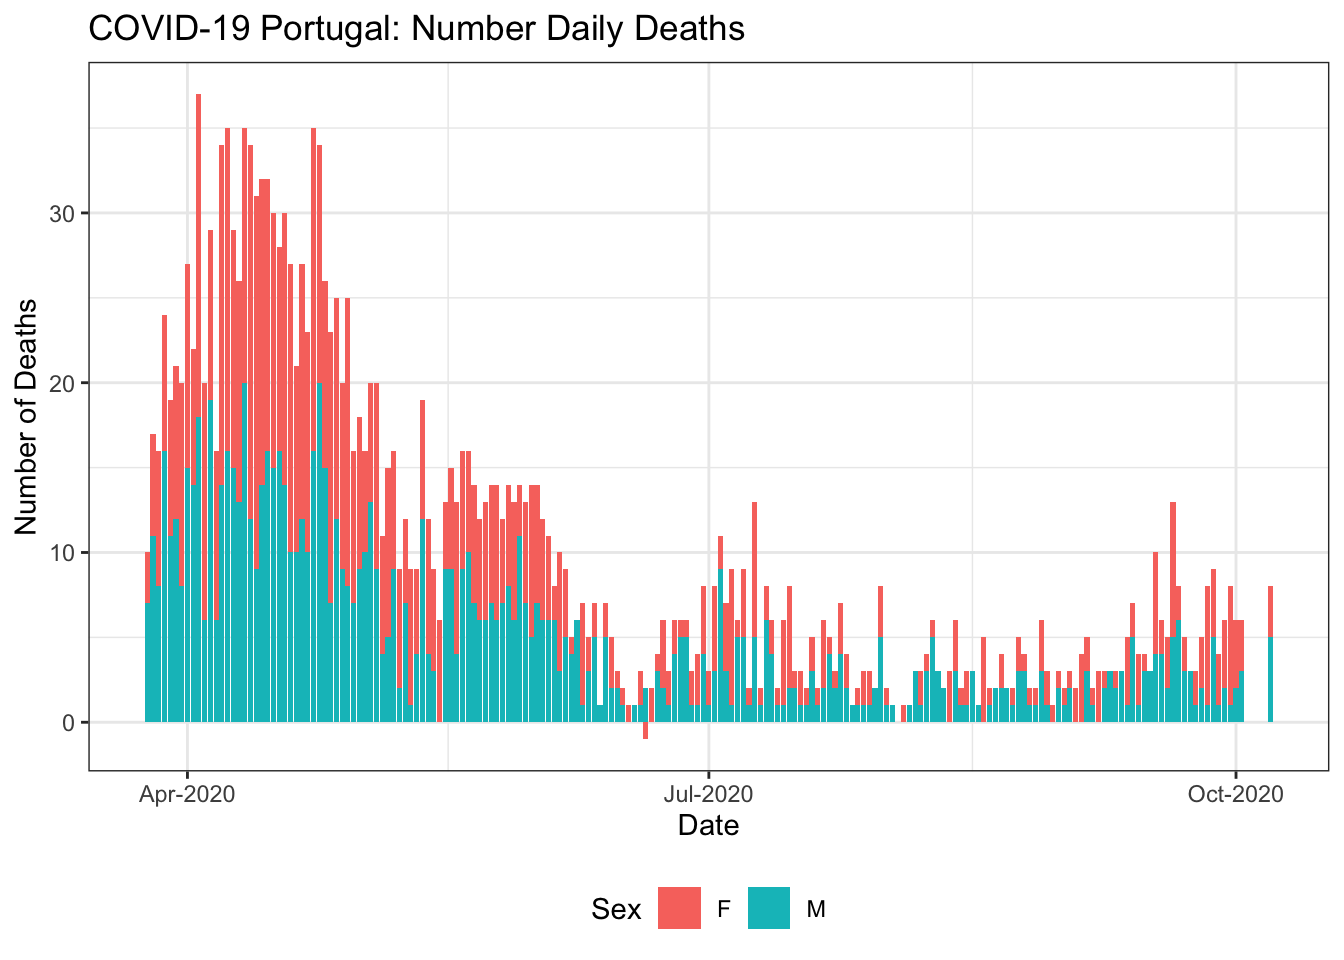 COVID-19 Portugal: Number Daily Deaths
Number of Deaths
30
20
10
0
Apr-2020 Jul-2020 Oct-2020
Date
Sex F M